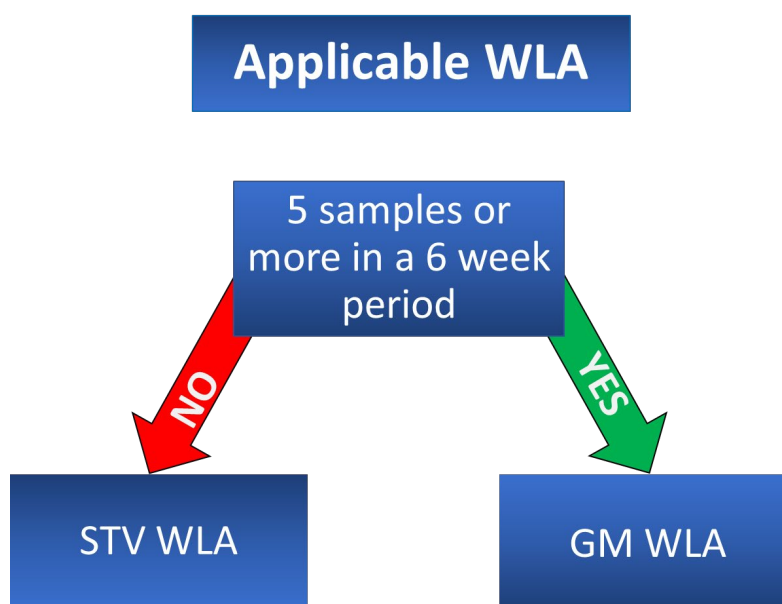 Applicable WLA
5 samples or
more in a 6 week
period
NO
YES
STV WLA
GM WLA